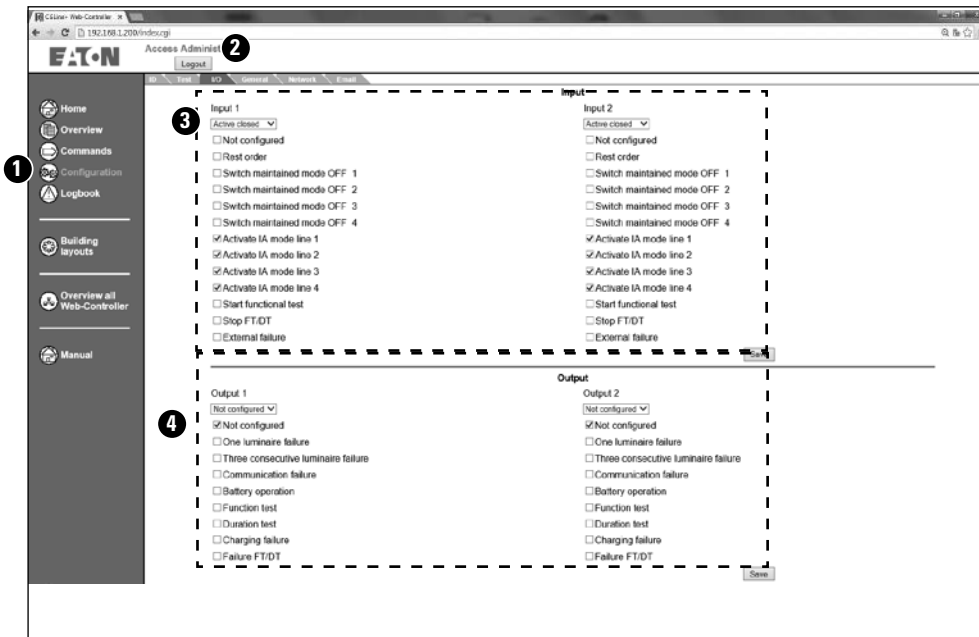 CGLine+ Web-Controller
192.168.1.200/index.cgi
EATON
Access Administ
2
Logout
ID Test I/O General Network Email
Home
Overview
Commands
1
Configuration
Logbook
Building
layouts
Overview all
Web-Controller
Manual
Input
3
Input 1 Input 2
Active closed Active closed
Not configured Not configured
Rest order Rest order
Switch maintained mode OFF 1 Switch maintained mode OFF 1
Switch maintained mode OFF 2 Switch maintained mode OFF 2
Switch maintained mode OFF 3 Switch maintained mode OFF 3
Switch maintained mode OFF 4 Switch maintained mode OFF 4
Activate IA mode line 1 Activate IA mode line 1
Activate IA mode line 2 Activate IA mode line 2
Activate IA mode line 3 Activate IA mode line 3
Activate IA mode line 4 Activate IA mode line 4
Start functional test Start functional test
Stop FT/DT Stop FT/DT
External failure External failure
Save
Output
4
Output 1 Output 2
Not configured Not configured
Not configured Not configured
One luminaire failure One luminaire failure
Three consecutive luminaire failure Three consecutive luminaire failure
Communication failure Communication failure
Battery operation Battery operation
Function test Function test
Duration test Duration test
Charging failure Charging failure
Failure FT/DT Failure FT/DT
Save